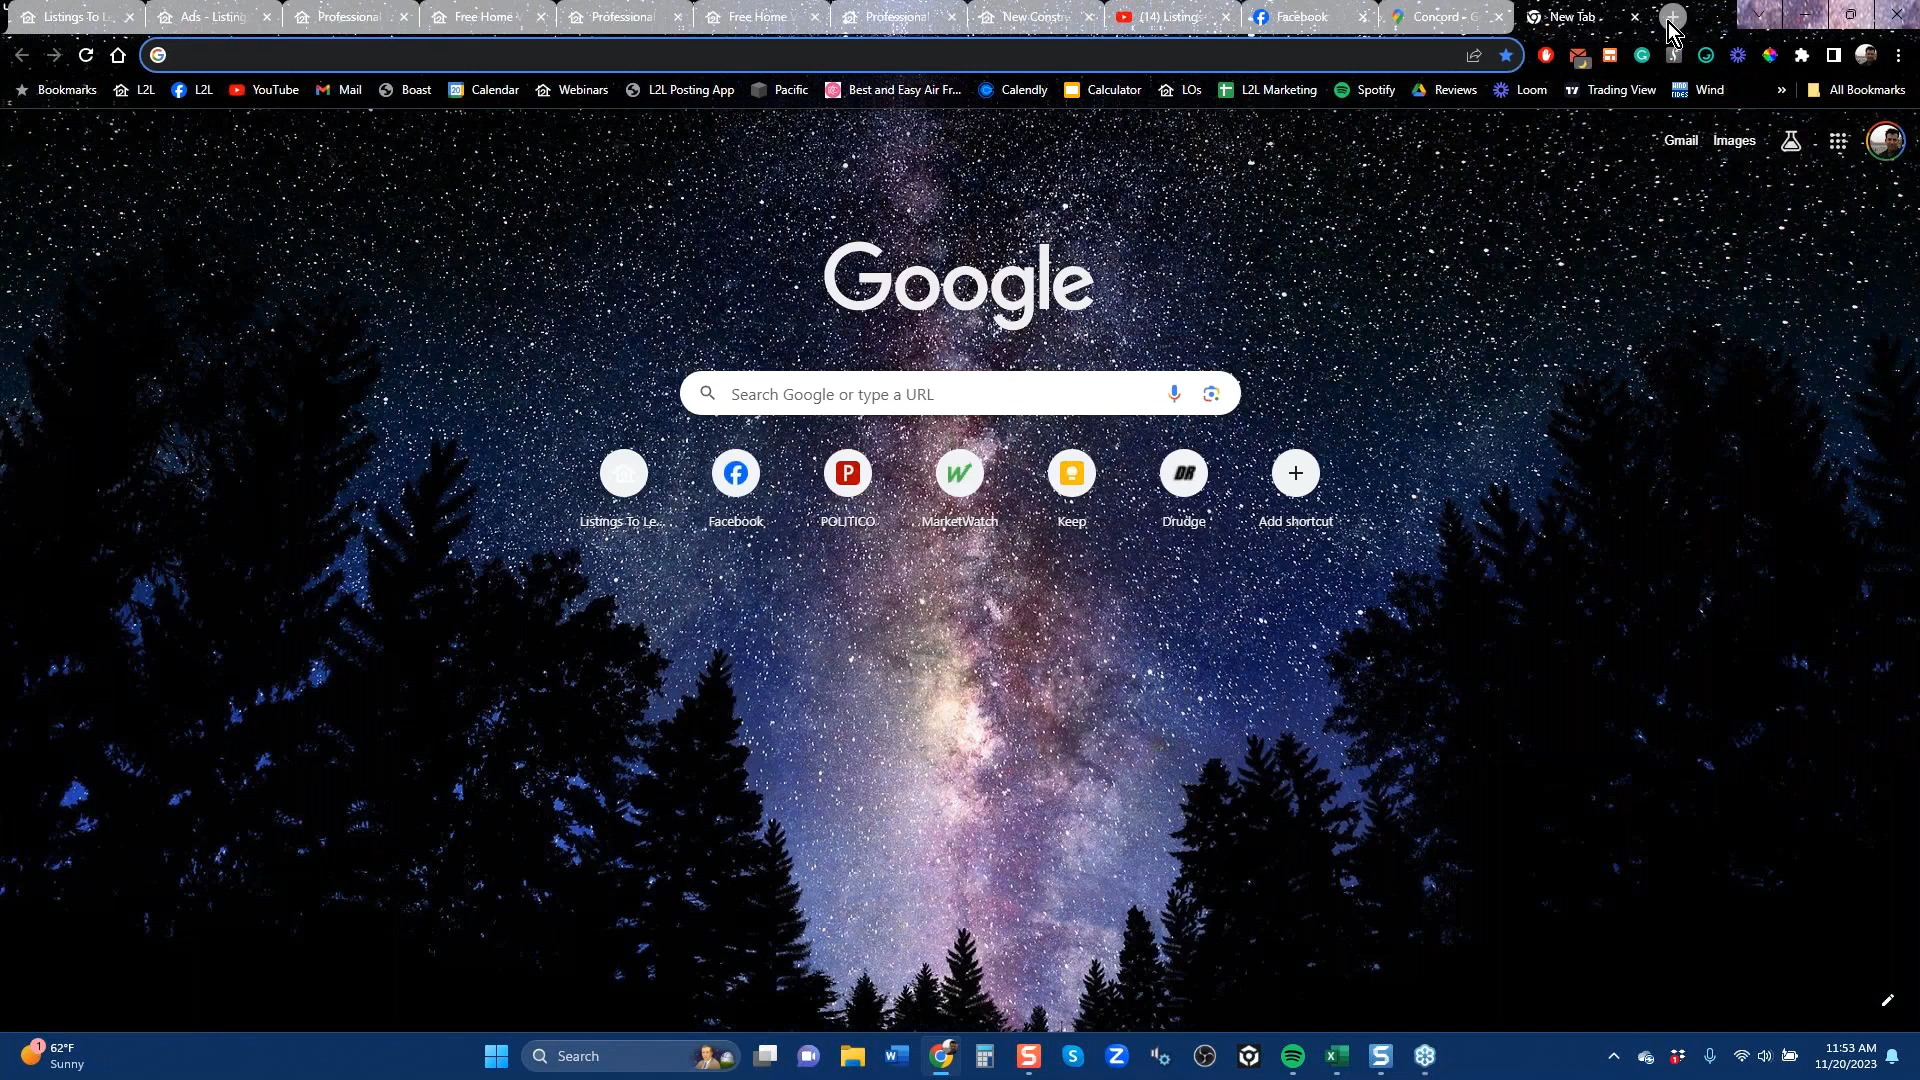 Listings To Le
Ads - Listing
Professional
Free Home V
Professional
Free Home V
Professional
New Constru
(14) Listings
Facebook
Concord - G
New Tab
Bookmarks
L2L
L2L
YouTube
Mail
Boast
Calendar
Webinars
L2L Posting App
Pacific
Best and Easy Air Fr...
Calendly
Calculator
LOs
L2L Marketing
Spotify
Reviews
Loom
Trading View
Wind
»
All Bookmarks
Gmail
Images
Google
Search Google or type a URL
Listings To Le...
Facebook
POLITICO
MarketWatch
Keep
Drudge
Add shortcut
62°F
Sunny
Search
11:53 AM
11/20/2023